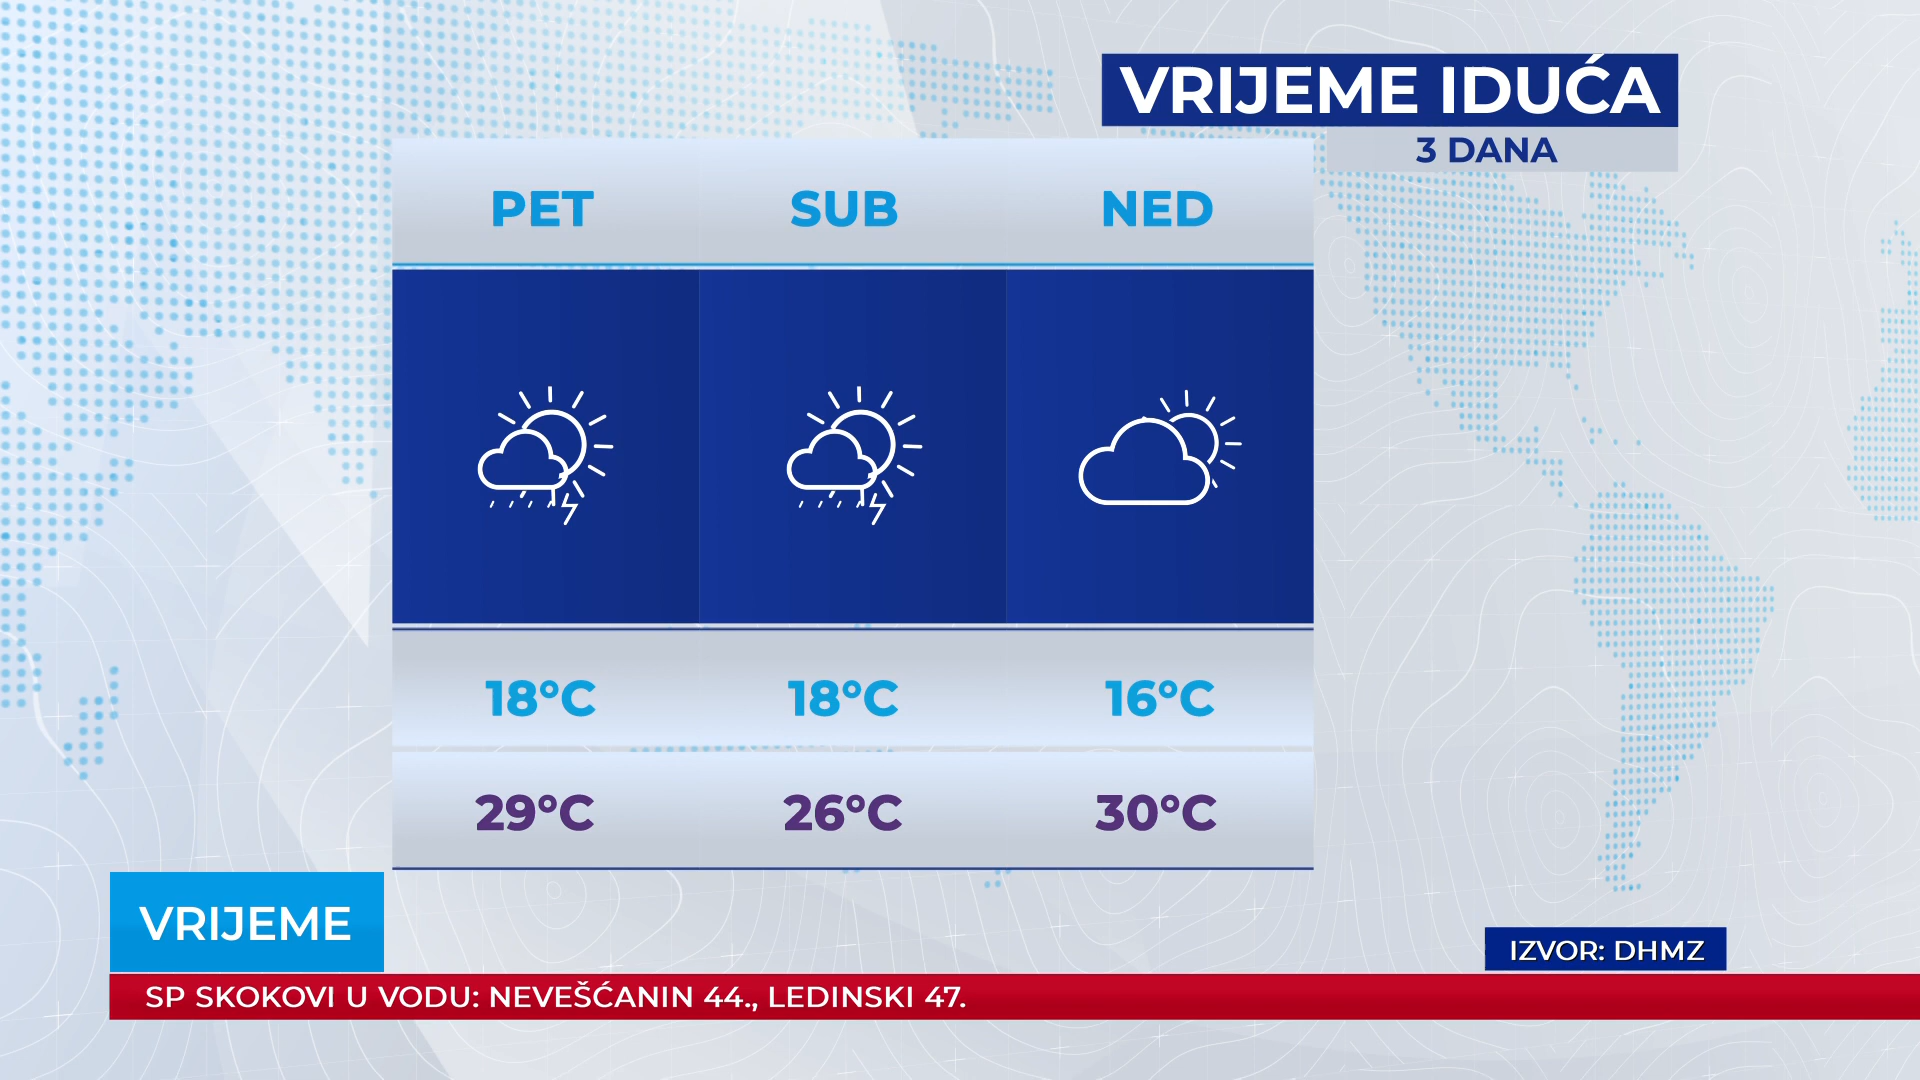 VRIJEME IDUĆA
3 DANA
PET SUB NED
18°C 18°C 16°C
29°C 26°C 30°C
VRIJEME
IZVOR: DHMZ
SP SKOKOVI U VODU: NEVEŠĆANIN 44., LEDINSKI 47.